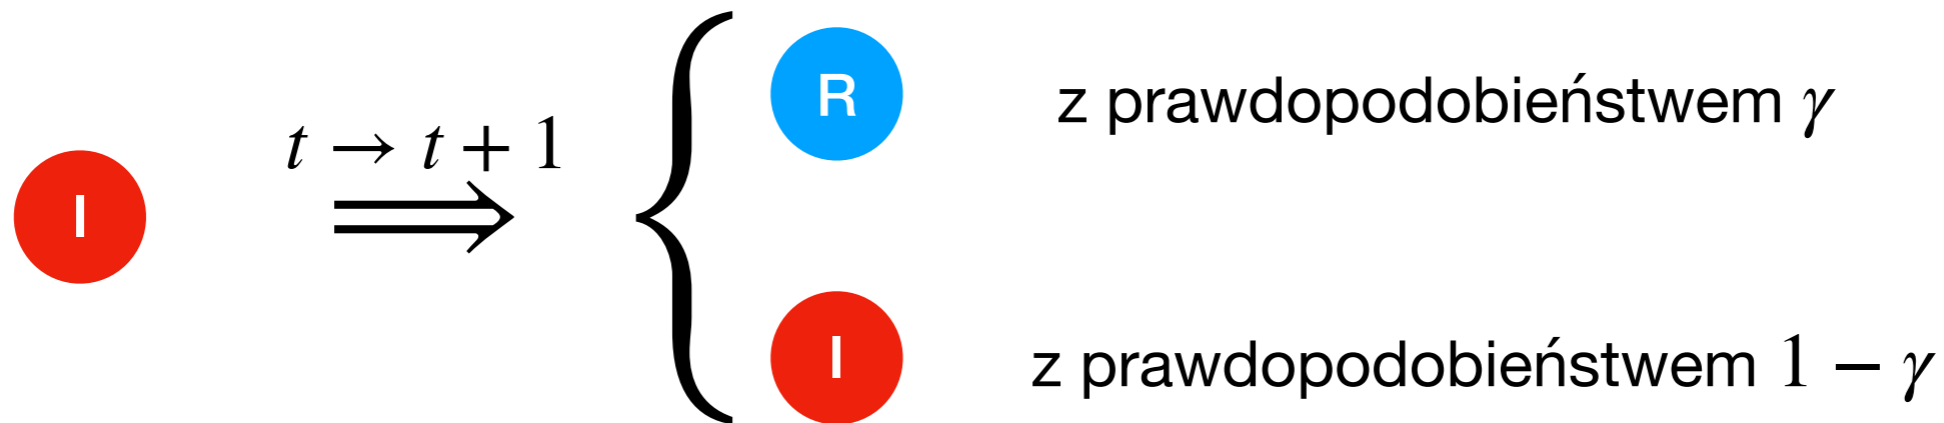 I
t → t + 1
R
z prawdopodobieństwem γ
I
z prawdopodobieństwem 1 − γ